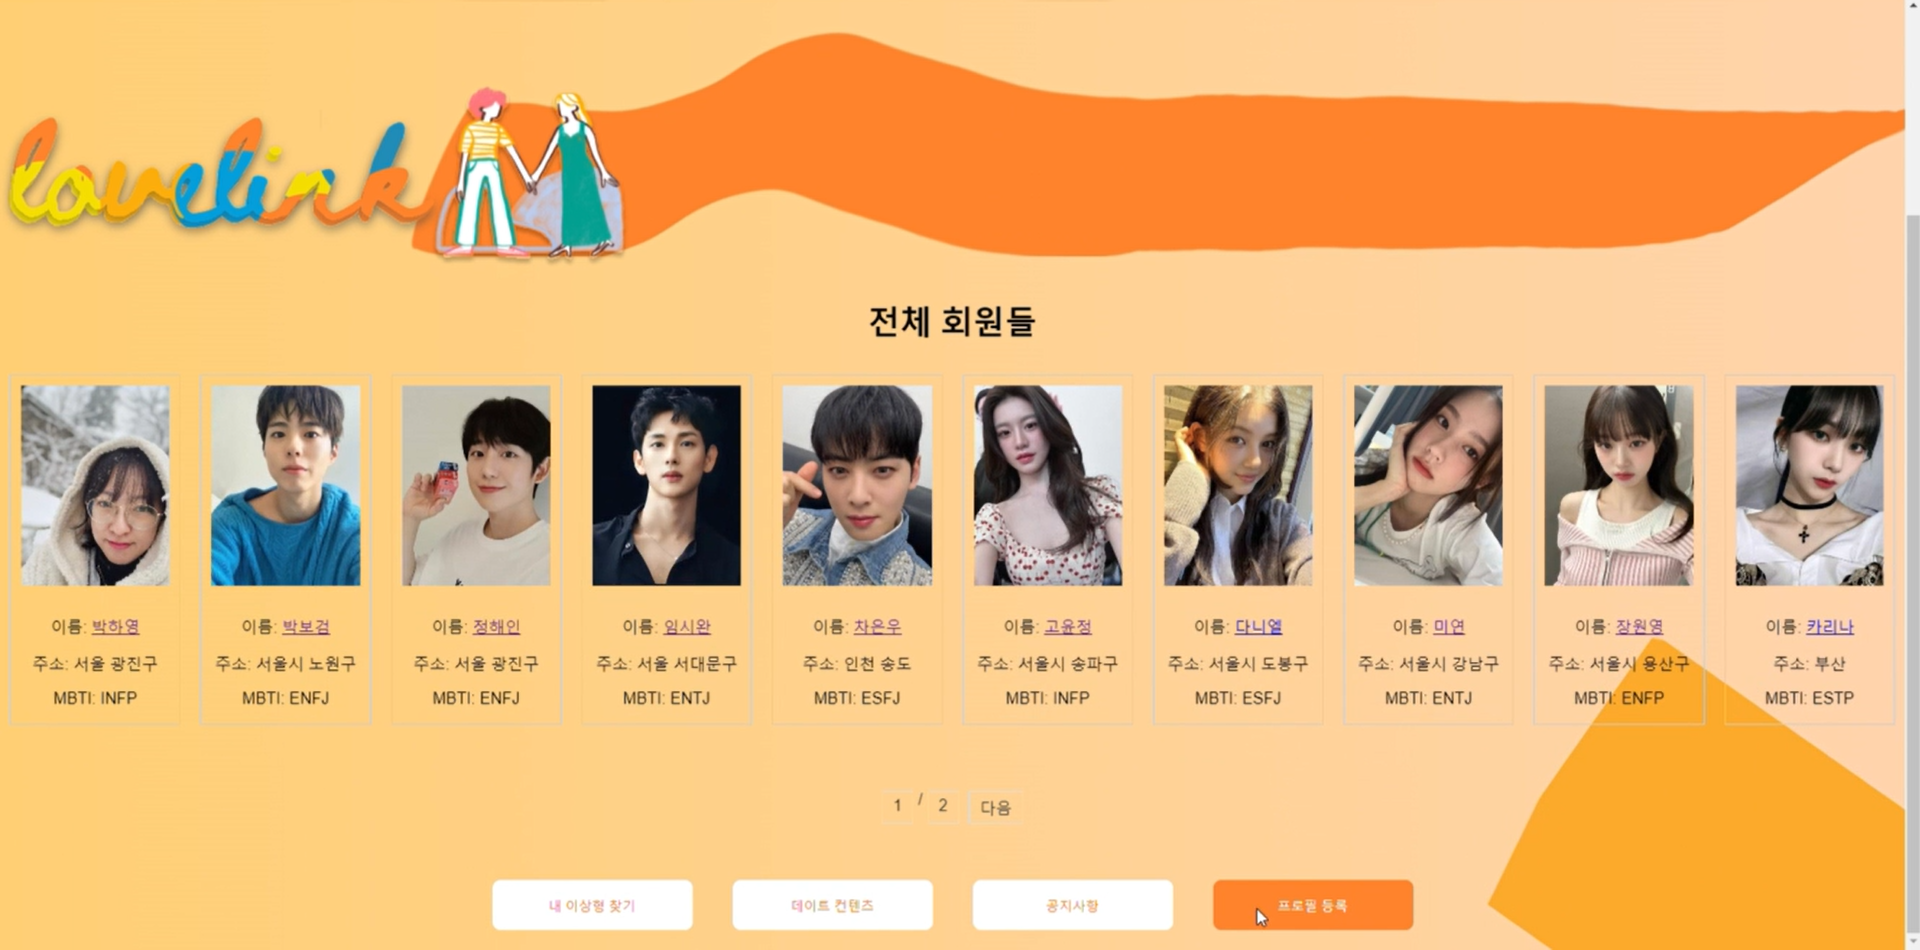 lovelink
전체 회원들
이름: 박하영
주소: 서울 광진구
MBTI: INFP
이름: 박보검
주소: 서울시 노원구
MBTI: ENFJ
이름: 정해인
주소: 서울 광진구
MBTI: ENFJ
이름: 임시완
주소: 서울 서대문구
MBTI: ENTJ
이름: 차은우
주소: 인천 송도
MBTI: ESFJ
이름: 고윤정
주소: 서울시 송파구
MBTI: INFP
이름: 다니엘
주소: 서울시 도봉구
MBTI: ESFJ
이름: 미연
주소: 서울시 강남구
MBTI: ENTJ
이름: 장원영
주소: 서울시 용산구
MBTI: ENFP
이름: 카리나
주소: 부산
MBTI: ESTP
1 / 2 다음
내 이상형 찾기
데이트 컨텐츠
공지사항
프로필 등록